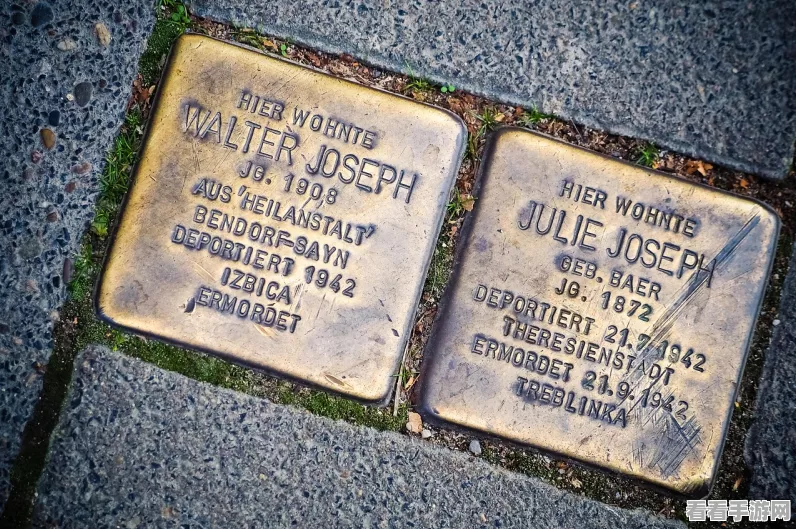 HIER WOHNTE
WALTER JOSEPH
JG. 1908
AUS 'HEILANSTALT'
BENDORF-SAYN
DEPORTIERT 1942
IZBICA
ERMORDET
HIER WOHNTE
JULIE JOSEPH
GEB. BAER
JG. 1872
DEPORTIERT 21.7.1942
THERESIENSTADT
ERMORDET 21.9.1942
TREBLINKA
看看手游网